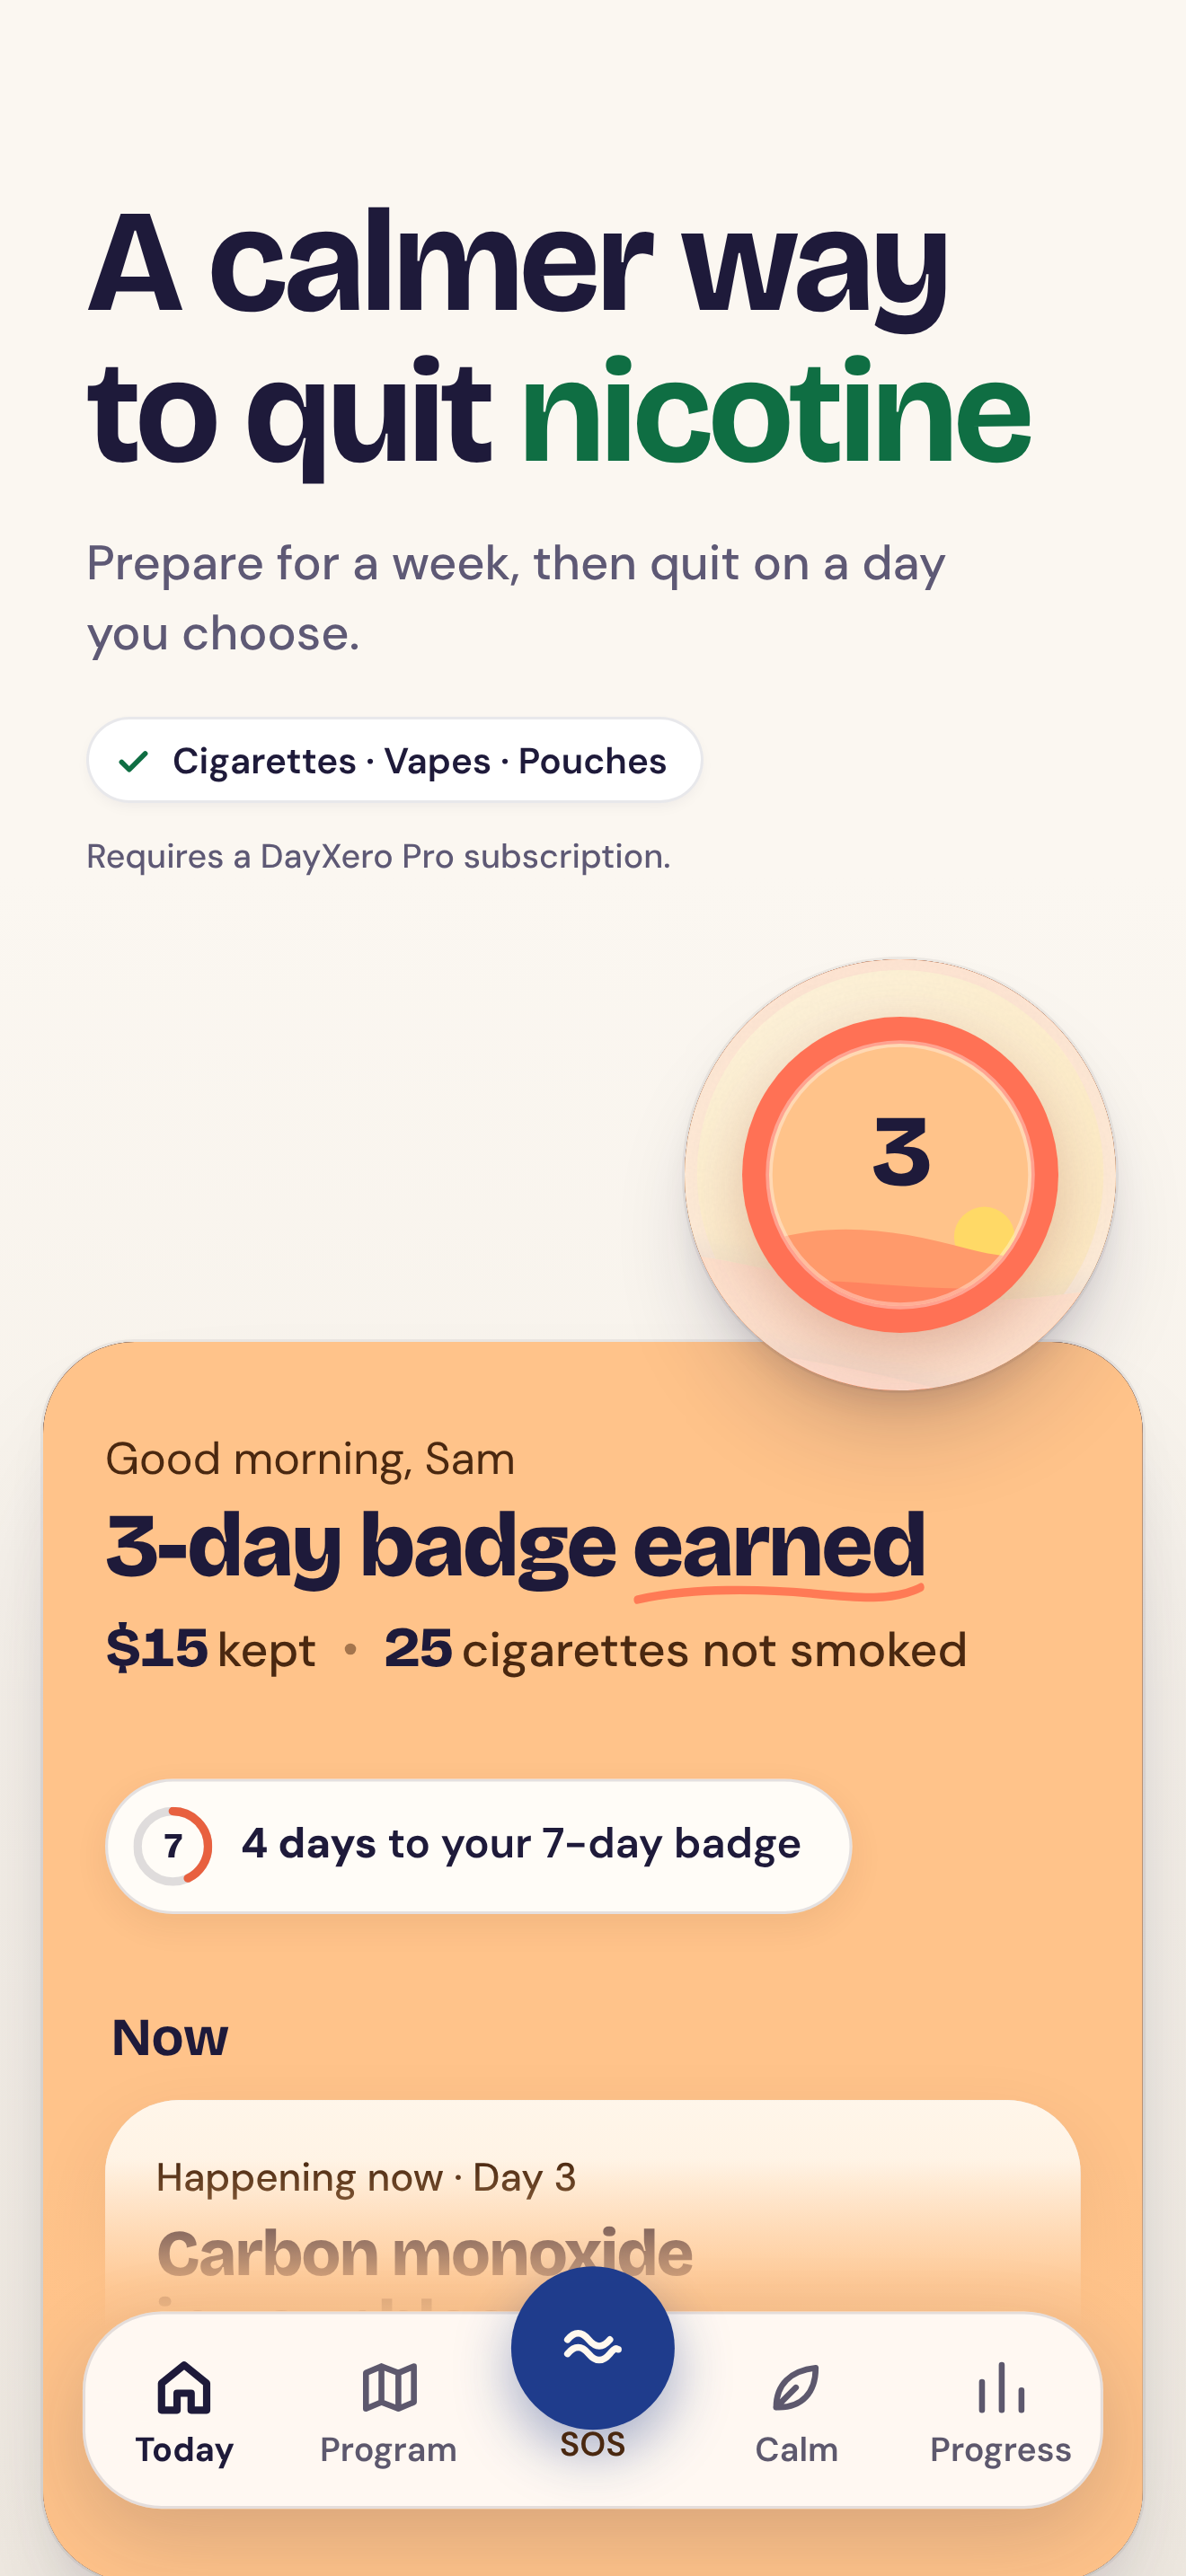 A calmer way
to quit nicotine
Prepare for a week, then quit on a day
you choose.
Cigarettes · Vapes · Pouches
Requires a DayXero Pro subscription.
3
Good morning, Sam
3-day badge earned
$15 kept • 25 cigarettes not smoked
7 4 days to your 7-day badge
Now
Happening now · Day 3
Carbon monoxide
Today Program SOS Calm Progress